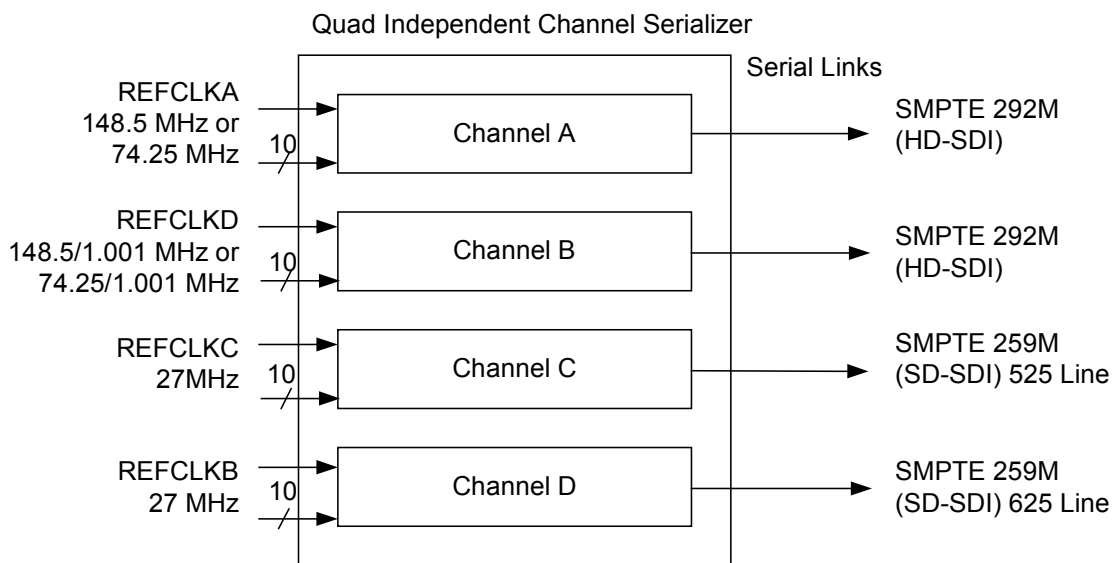 Quad Independent Channel Serializer
Serial Links
REFCLKA
148.5 MHz or
74.25 MHz
10
Channel A
SMPTE 292M
(HD-SDI)
REFCLKD
148.5/1.001 MHz or
74.25/1.001 MHz
10
Channel B
SMPTE 292M
(HD-SDI)
REFCLKC
27MHz
10
Channel C
SMPTE 259M
(SD-SDI) 525 Line
REFCLKB
27 MHz
10
Channel D
SMPTE 259M
(SD-SDI) 625 Line